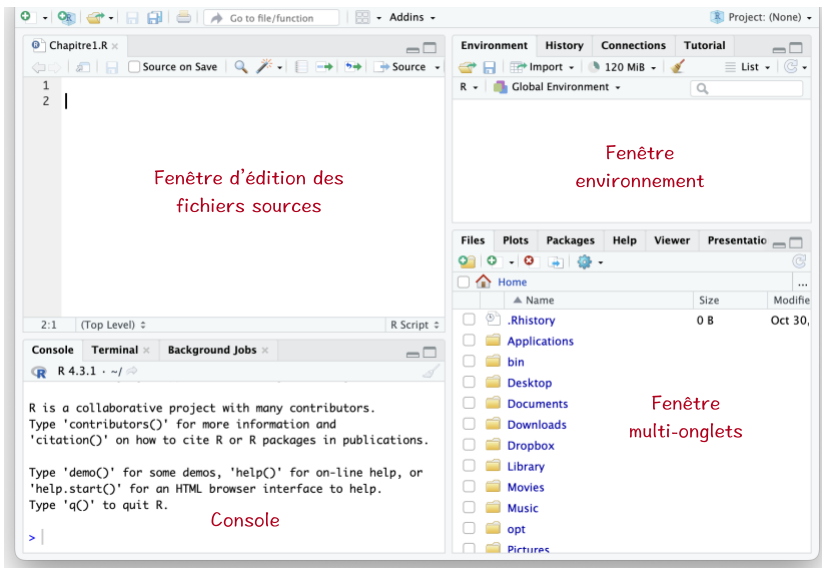 Go to file/function
Addins
Project: (None)
Chapitre1.R
Source on Save
Source
1
2
Fenêtre d'édition des
fichiers sources
2:1
(Top Level)
R Script
Environment History Connections Tutorial
Import
120 MiB
List
R
Global Environment
Fenêtre
environnement
Console Terminal Background Jobs
R 4.3.1 · ~/
R is a collaborative project with many contributors.
Type 'contributors()' for more information and
'citation()' on how to cite R or R packages in publications.
Type 'demo()' for some demos, 'help()' for on-line help, or
'help.start()' for an HTML browser interface to help.
Type 'q()' to quit R.
>
Console
Files Plots Packages Help Viewer Presentatio
Home
...
Name
Size
Modifie
.Rhistory
0 B
Oct 30,
Applications
bin
Desktop
Documents
Downloads
Dropbox
Library
Movies
Music
opt
Pictures
Fenêtre
multi-onglets